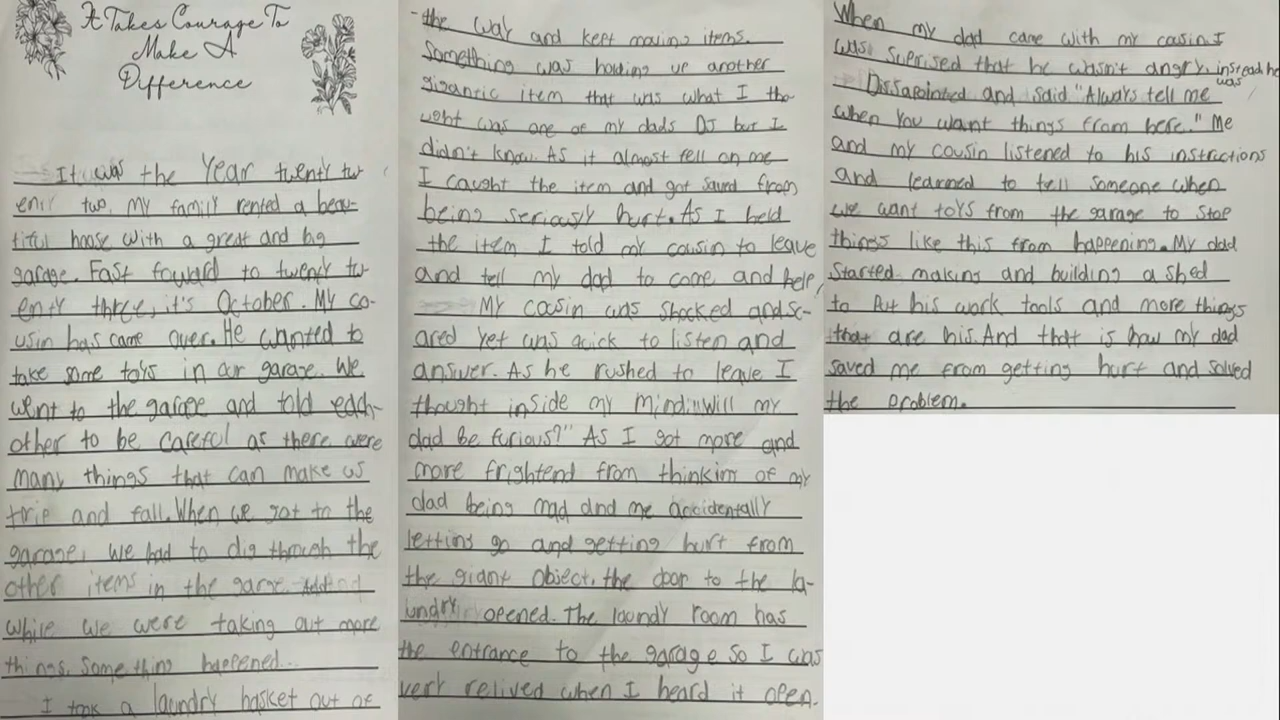 It Takes Courage To
Make A
Difference
It was the Year twenty tw-
enty two. My family rented a beau-
tiful house with a great and big
garage. Fast foward to twenty tw-
enty three, it's October. My co-
usin has came over. He wanted to
take some toys in our garage. We
went to the garage and told each-
other to be careful as there were
many things that can make us
trip and fall. When we got to the
garage, we had to dig through the
other items in the garge
while we were taking out more
things. Something happened...
I took a laundry basket out of
the way and kept moving items.
Something was holding up another
gigantic item that was what I tho-
ught was one of my dads DJ but I
didn't know. As it almost fell on me
I caught the item and got saved from
being seriously hurt. As I held
the item I told my cousin to leave
and tell my dad to come and help,
My cousin was shocked and sc-
ared yet was quick to listen and
answer. As he rushed to leave I
thought inside my mind "Will my
dad be furious?" As I got more and
more frightend from thinking of my
dad being mad and me accidentally
letting go and getting hurt from
the giant object, the door to the la-
undry opened. The laundy room has
the entrance to the garage so I was
very relived when I heard it open.
When my dad came with my cousin I
was suprised that he wasn't angry, instead he
was
Dissapointed and said "Always tell me
when you want things from here." Me
and my cousin listened to his instructions
and learned to tell someone when
we want toys from the garage to stop
things like this from happening. My dad
started making and building a shed
to put his work tools and more things
that are his. And that is how my dad
saved me from getting hurt and solved
the problem.